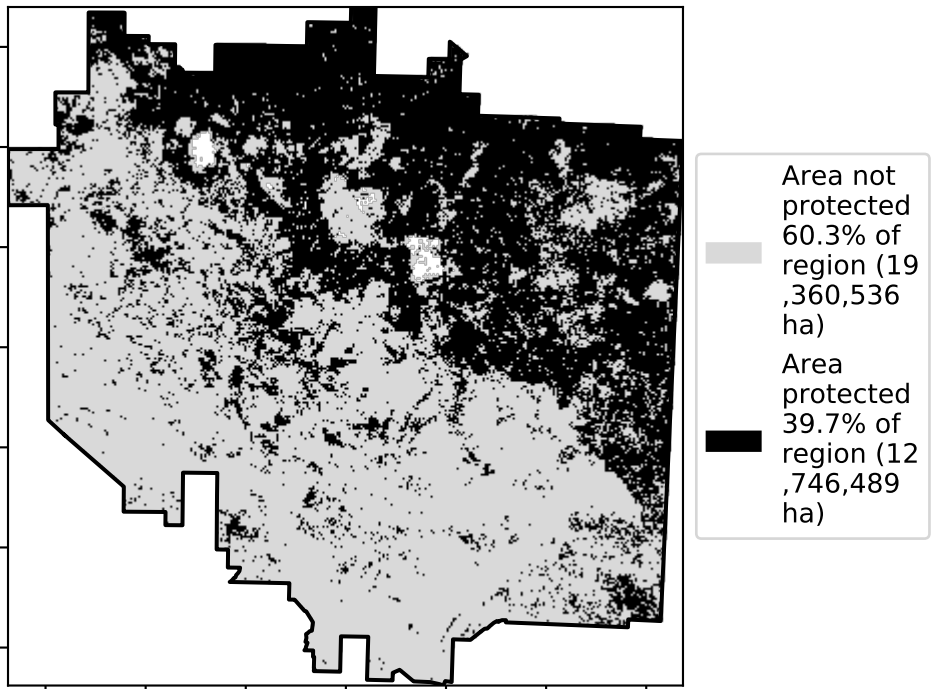 Area not
protected
60.3% of
region (19
,360,536
ha)
Area
protected
39.7% of
region (12
,746,489
ha)